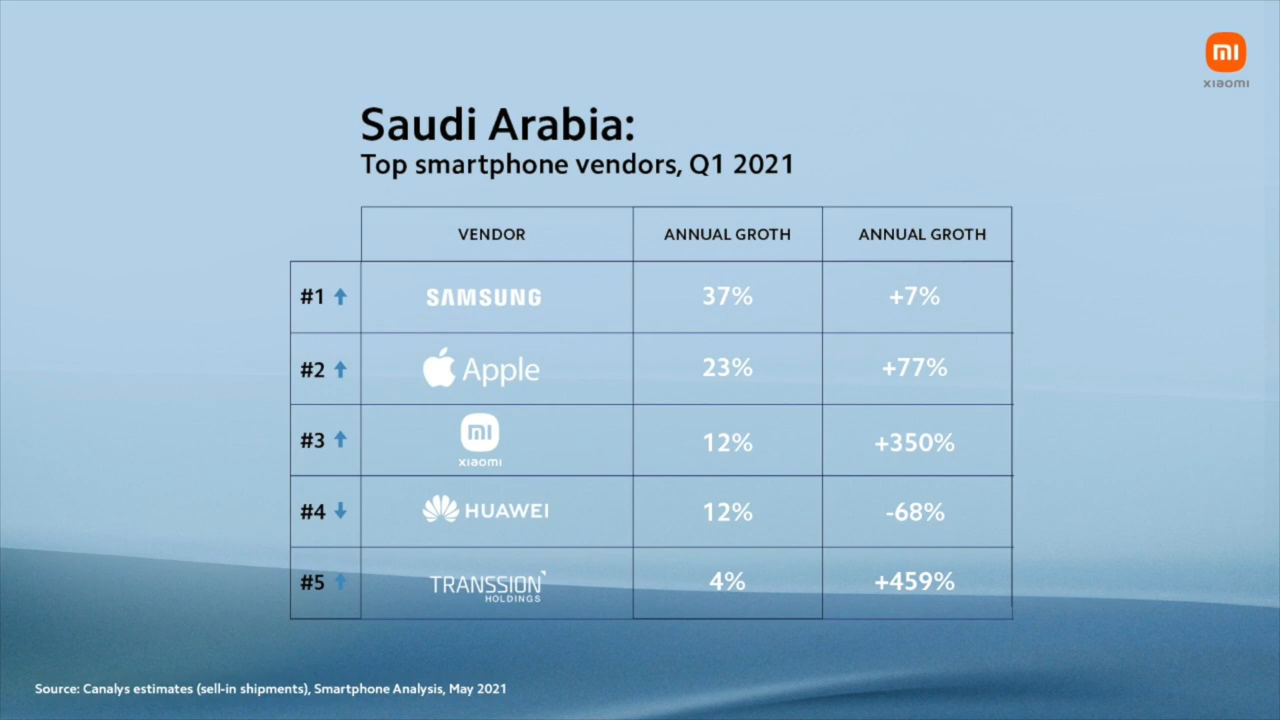 mi
xiaomi
Saudi Arabia:
Top smartphone vendors, Q1 2021
VENDOR ANNUAL GROTH ANNUAL GROTH
#1 SAMSUNG 37% +7%
#2 Apple 23% +77%
#3 mi xiaomi 12% +350%
#4 HUAWEI 12% -68%
#5 TRANSSION HOLDINGS 4% +459%
Source: Canalys estimates (sell-in shipments), Smartphone Analysis, May 2021